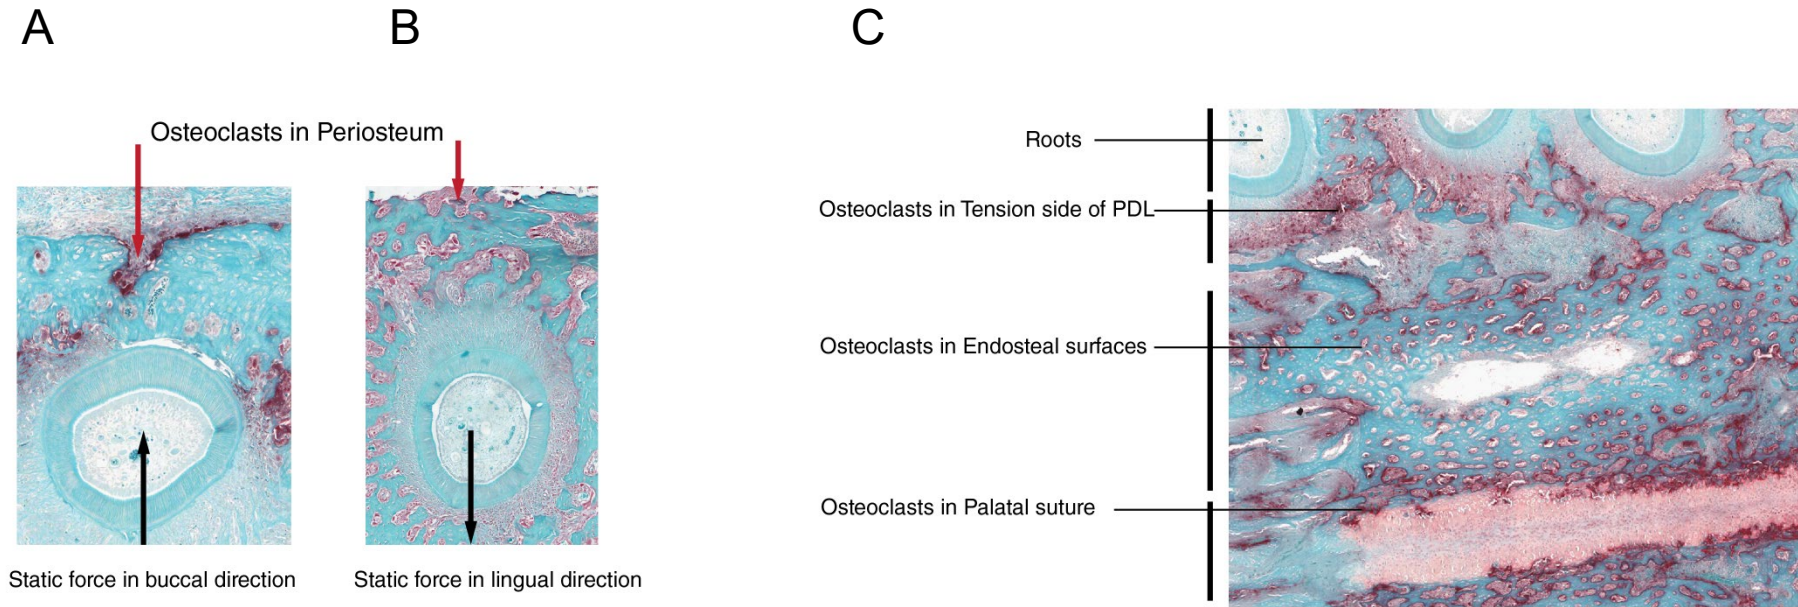 A
B
C
Osteoclasts in Periosteum
Static force in buccal direction
Static force in lingual direction
Roots
Osteoclasts in Tension side of PDL
Osteoclasts in Endosteal surfaces
Osteoclasts in Palatal suture